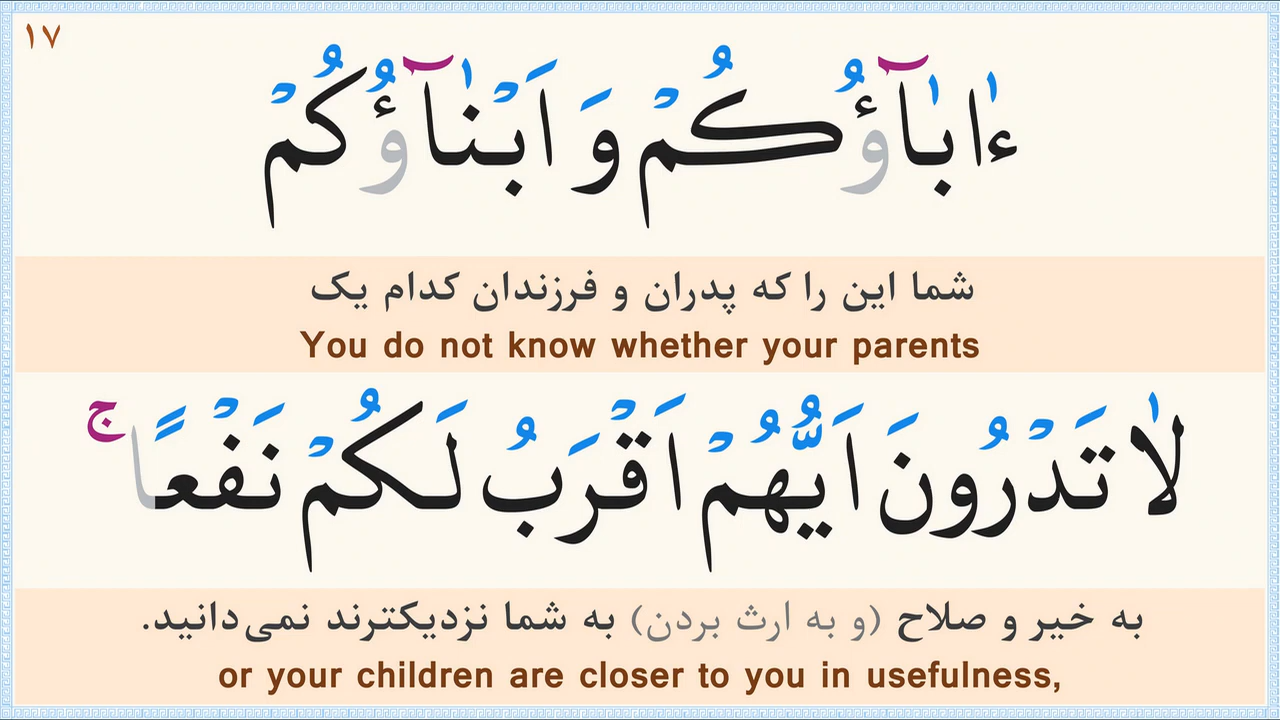 ١٧
ءٰابٰآؤُكُمْ وَ اَبْنٰآؤُكُمْ
شما این را که پدران و فرزندان کدام یک
You do not know whether your parents
لٰا تَدْرُونَ اَيُّهُمْ اَقْرَبُ لَكُمْ نَفْعًا ۚ
به خیر و صلاح (و به ارث بردن) به شما نزدیکترند نمی‌دانید.
or your children are closer to you in usefulness,